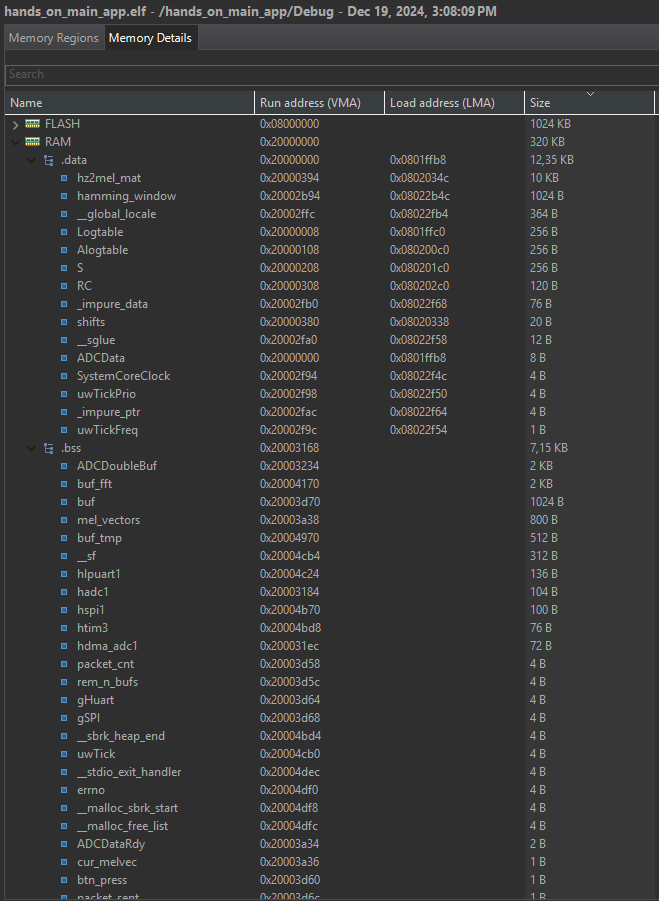 hands_on_main_app.elf - /hands_on_main_app/Debug - Dec 19, 2024, 3:08:09 PM
Memory Regions Memory Details
Search
Name Run address (VMA) Load address (LMA) Size
FLASH 0x08000000 1024 KB
RAM 0x20000000 320 KB
.data 0x20000000 0x0801ffb8 12,35 KB
hz2mel_mat 0x20000394 0x0802034c 10 KB
hamming_window 0x20002b94 0x08022b4c 1024 B
__global_locale 0x20002ffc 0x08022fb4 364 B
Logtable 0x20000008 0x0801ffc0 256 B
Alogtable 0x20000108 0x080200c0 256 B
S 0x20000208 0x080201c0 256 B
RC 0x20000308 0x080202c0 120 B
_impure_data 0x20002fb0 0x08022f68 76 B
shifts 0x20000380 0x08020338 20 B
__sglue 0x20002fa0 0x08022f58 12 B
ADCData 0x20000000 0x0801ffb8 8 B
SystemCoreClock 0x20002f94 0x08022f4c 4 B
uwTickPrio 0x20002f98 0x08022f50 4 B
_impure_ptr 0x20002fac 0x08022f64 4 B
uwTickFreq 0x20002f9c 0x08022f54 1 B
.bss 0x20003168 7,15 KB
ADCDoubleBuf 0x20003234 2 KB
buf_fft 0x20004170 2 KB
buf 0x20003d70 1024 B
mel_vectors 0x20003a38 800 B
buf_tmp 0x20004970 512 B
__sf 0x20004cb4 312 B
hlpuart1 0x20004c24 136 B
hadc1 0x20003184 104 B
hspi1 0x20004b70 100 B
htim3 0x20004bd8 76 B
hdma_adc1 0x200031ec 72 B
packet_cnt 0x20003d58 4 B
rem_n_bufs 0x20003d5c 4 B
gHuart 0x20003d64 4 B
gSPI 0x20003d68 4 B
__sbrk_heap_end 0x20004bd4 4 B
uwTick 0x20004cb0 4 B
__stdio_exit_handler 0x20004dec 4 B
errno 0x20004df0 4 B
__malloc_sbrk_start 0x20004df8 4 B
__malloc_free_list 0x20004dfc 4 B
ADCDataRdy 0x20003a34 2 B
cur_melvec 0x20003a36 1 B
btn_press 0x20003d60 1 B
packet_sent 0x20003d6c 1 B